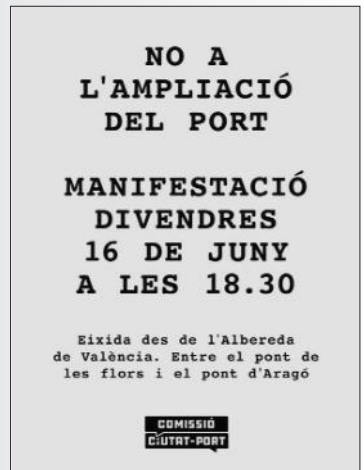 NO A
L'AMPLIACIÓ
DEL PORT
MANIFESTACIÓ
DIVENDRES
16 DE JUNY
A LES 18.30
Eixida des de l'Albereda
de València. Entre el pont de
les flors i el pont d'Aragó
COMISSIÓ
CIUTAT-PORT